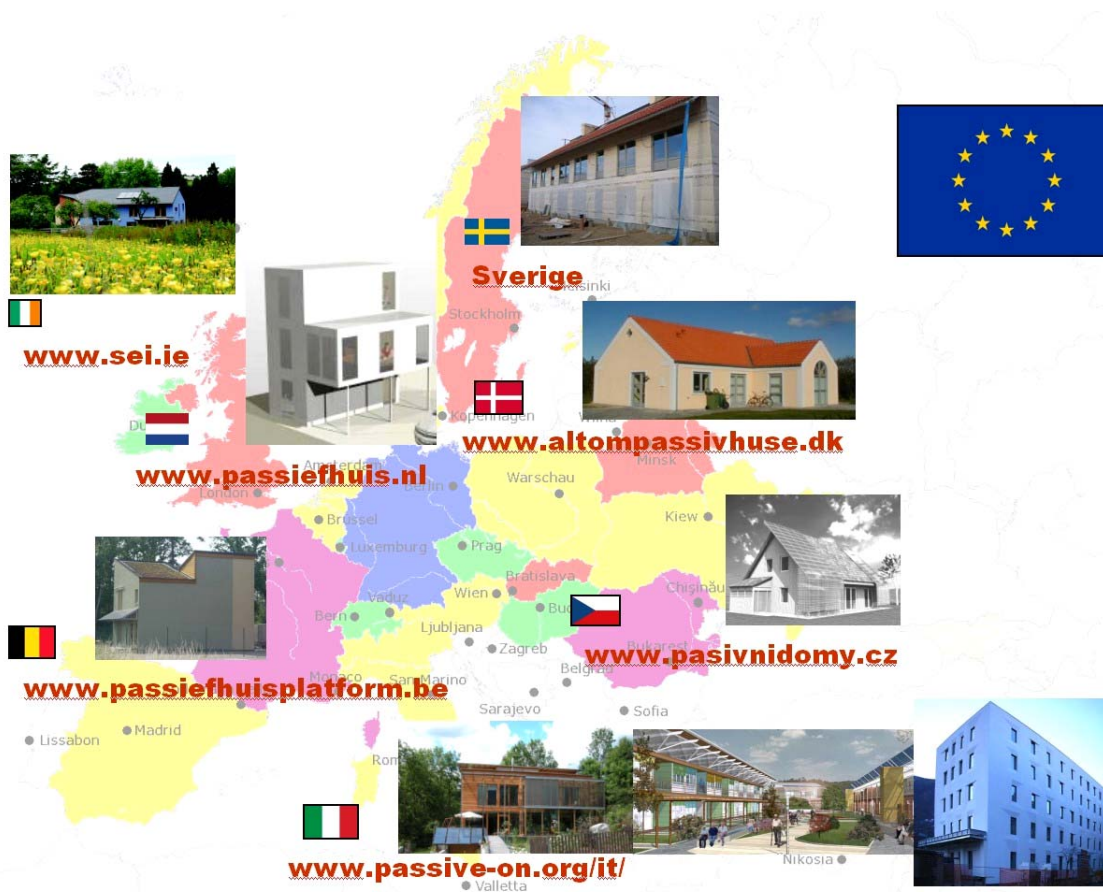 Sverige
Helsinki
Stockholm
www.sei.ie
Kopenhagen
www.altompassivhuse.dk
www.passiefhuis.nl
Minsk
Amsterdam
Warschau
London
Berlin
Brüssel
Kiew
Luxemburg
Prag
Bratislava
Chișinău
Wien
Vaduz
Bern
Ljubljana
Zagreb
Bukarest
www.pasivnidomy.cz
Belgrad
Monaco
San Marino
www.passiefhuisplatform.be
Sarajevo
Sofia
Madrid
Lissabon
Nikosia
www.passive-on.org/it/
Valletta